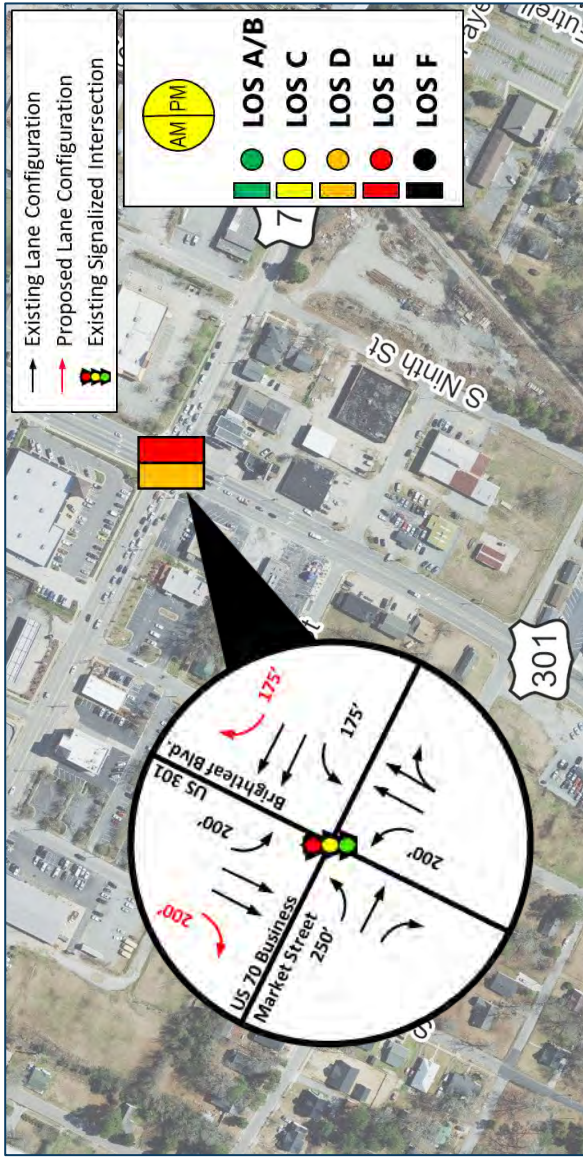 Existing Lane Configuration
Proposed Lane Configuration
Existing Signalized Intersection
AM PM
LOS A/B
LOS C
LOS D
LOS E
LOS F
7
S Ninth St
301
US 301
Brightleaf Blvd.
US 70 Business
Market Street
200'
200'
175'
175'
250'
200'